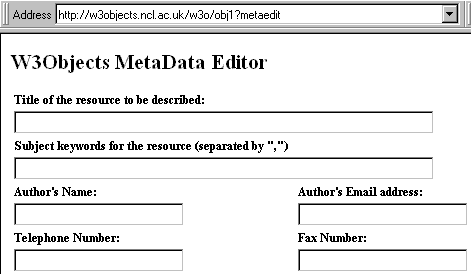 Address http://w3objects.ncl.ac.uk/w3o/obj1?metaedit
W3Objects MetaData Editor
Title of the resource to be described:
Subject keywords for the resource (separated by ",")
Author's Name: Author's Email address:
Telephone Number: Fax Number: